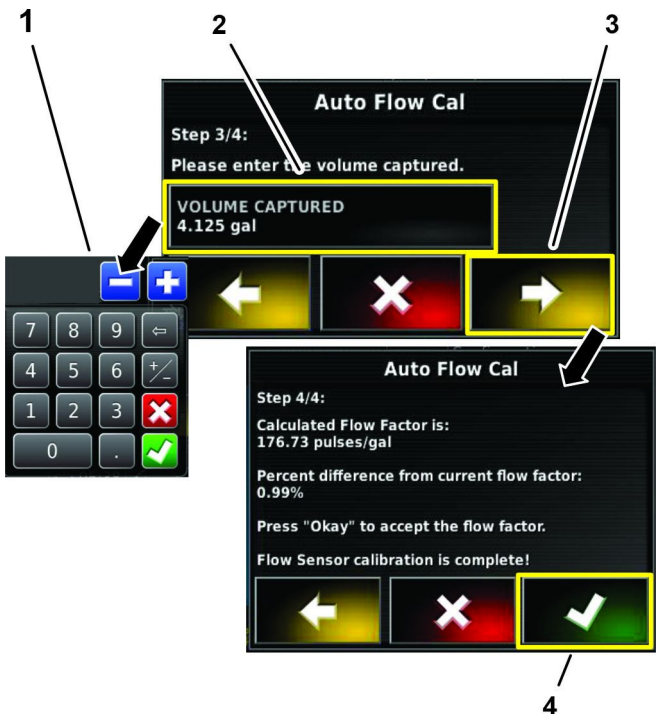 1
2
3
Auto Flow Cal
Step 3/4:
Please enter the volume captured.
VOLUME CAPTURED
4.125 gal
7 8 9
4 5 6 +/-
1 2 3
0 .
Auto Flow Cal
Step 4/4:
Calculated Flow Factor is:
176.73 pulses/gal
Percent difference from current flow factor:
0.99%
Press "Okay" to accept the flow factor.
Flow Sensor calibration is complete!
4